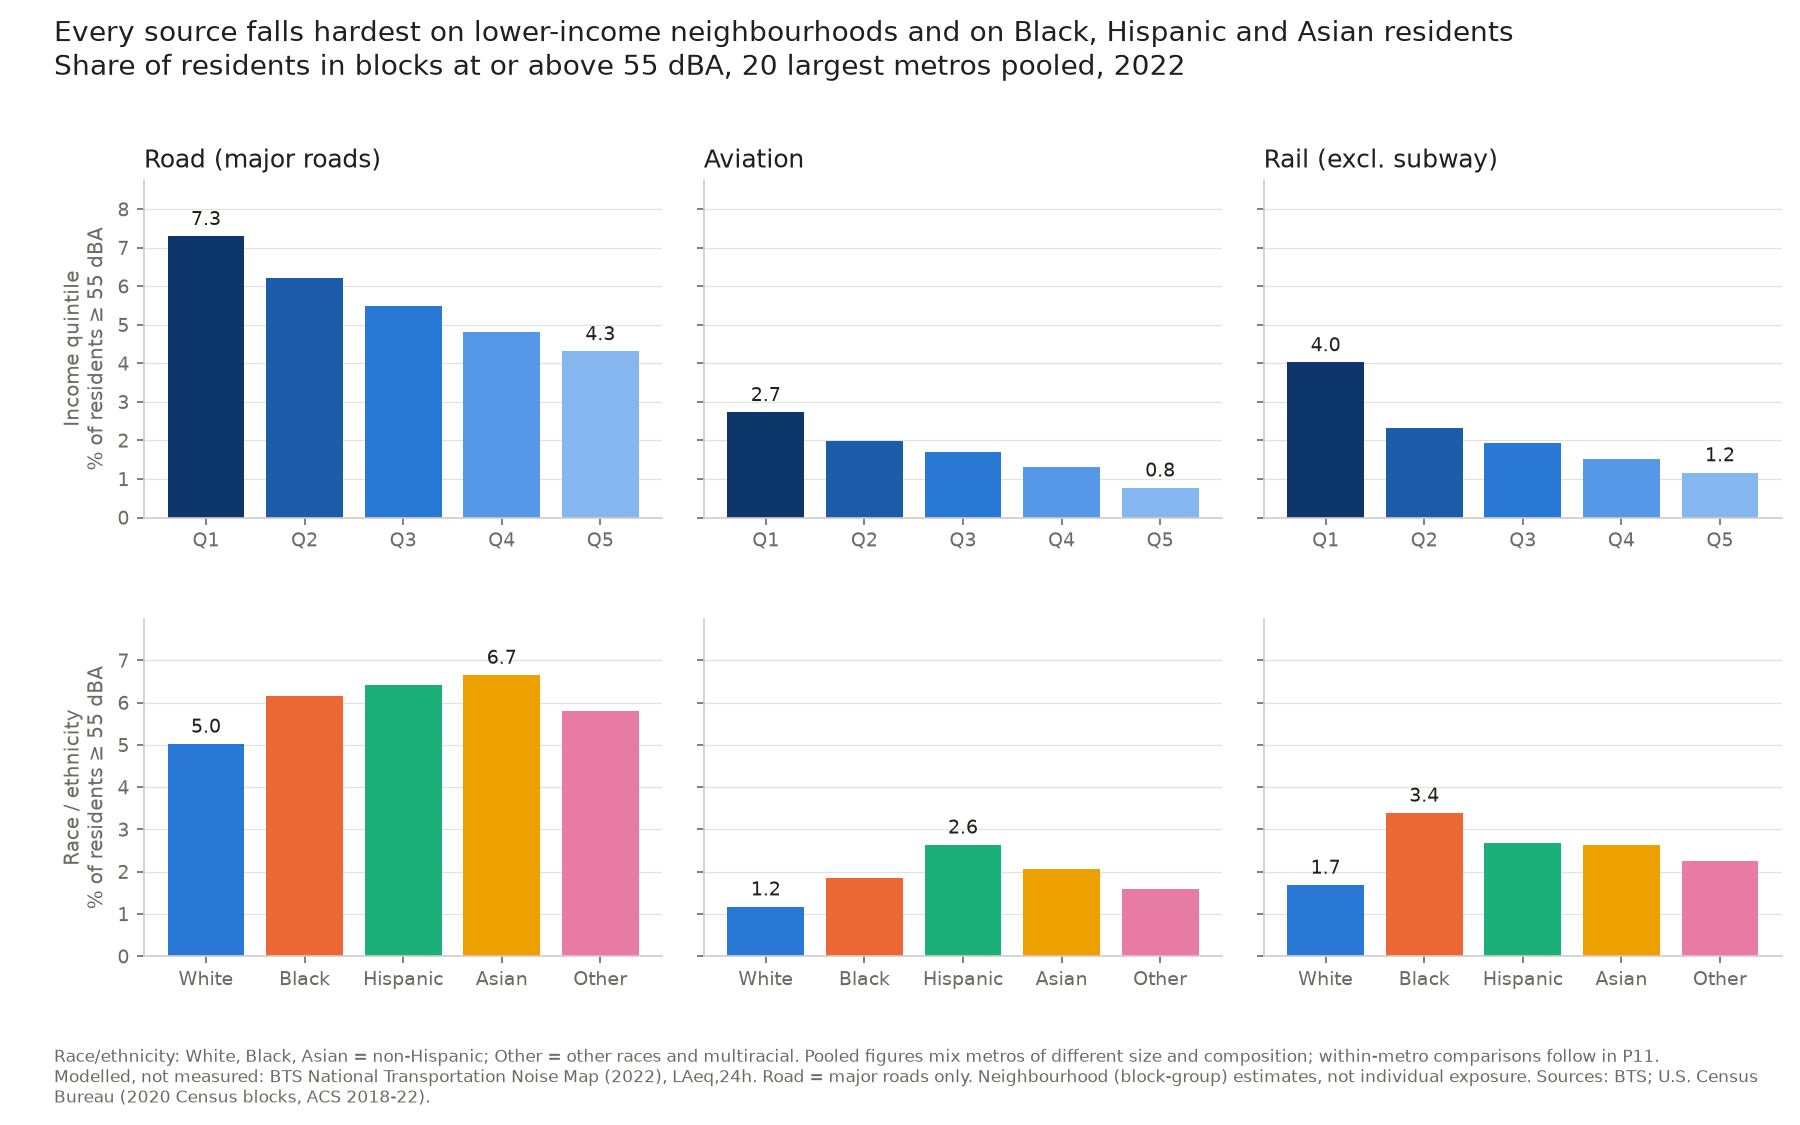 Every source falls hardest on lower-income neighbourhoods and on Black, Hispanic and Asian residents
Share of residents in blocks at or above 55 dBA, 20 largest metros pooled, 2022
Road (major roads)
Aviation
Rail (excl. subway)
Income quintile
% of residents ≥ 55 dBA
8
7
6
5
4
3
2
1
0
7.3
4.3
Q1 Q2 Q3 Q4 Q5
2.7
0.8
Q1 Q2 Q3 Q4 Q5
4.0
1.2
Q1 Q2 Q3 Q4 Q5
Race / ethnicity
% of residents ≥ 55 dBA
7
6
5
4
3
2
1
0
5.0
6.7
White Black Hispanic Asian Other
1.2
2.6
White Black Hispanic Asian Other
1.7
3.4
White Black Hispanic Asian Other
Race/ethnicity: White, Black, Asian = non-Hispanic; Other = other races and multiracial. Pooled figures mix metros of different size and composition; within-metro comparisons follow in P11.
Modelled, not measured: BTS National Transportation Noise Map (2022), LAeq,24h. Road = major roads only. Neighbourhood (block-group) estimates, not individual exposure. Sources: BTS; U.S. Census
Bureau (2020 Census blocks, ACS 2018-22).